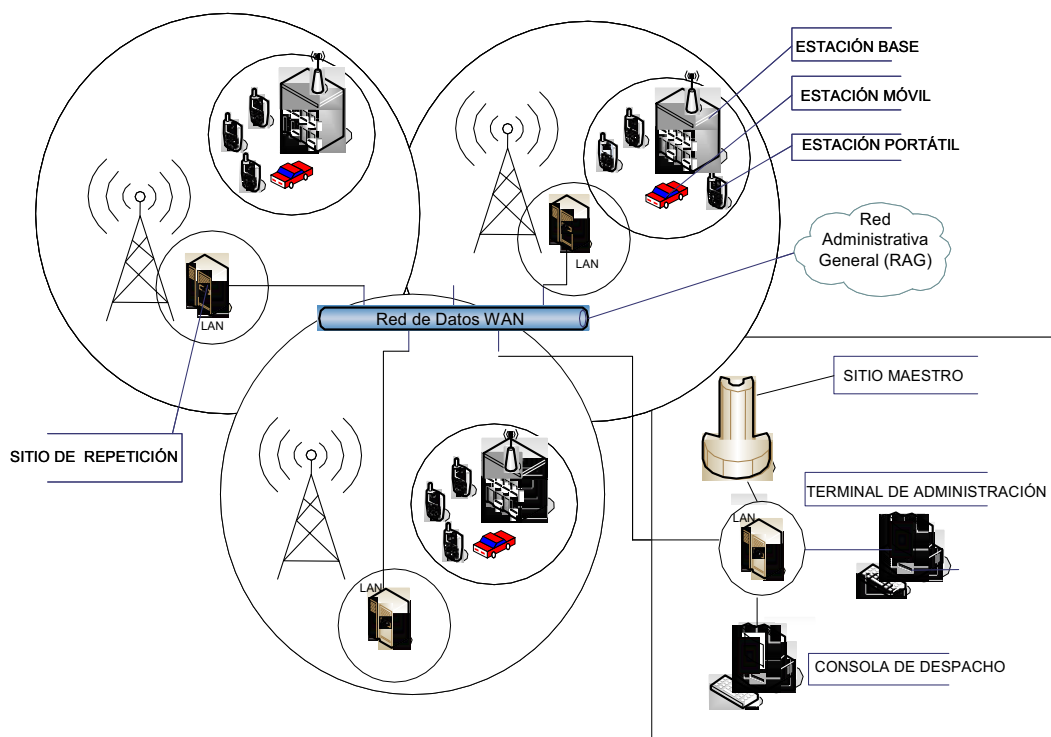 ESTACIÓN BASE
ESTACIÓN MÓVIL
ESTACIÓN PORTÁTIL
Red
Administrativa
General (RAG)
LAN
LAN
Red de Datos WAN
SITIO MAESTRO
SITIO DE REPETICIÓN
TERMINAL DE ADMINISTRACIÓN
LAN
LAN
CONSOLA DE DESPACHO